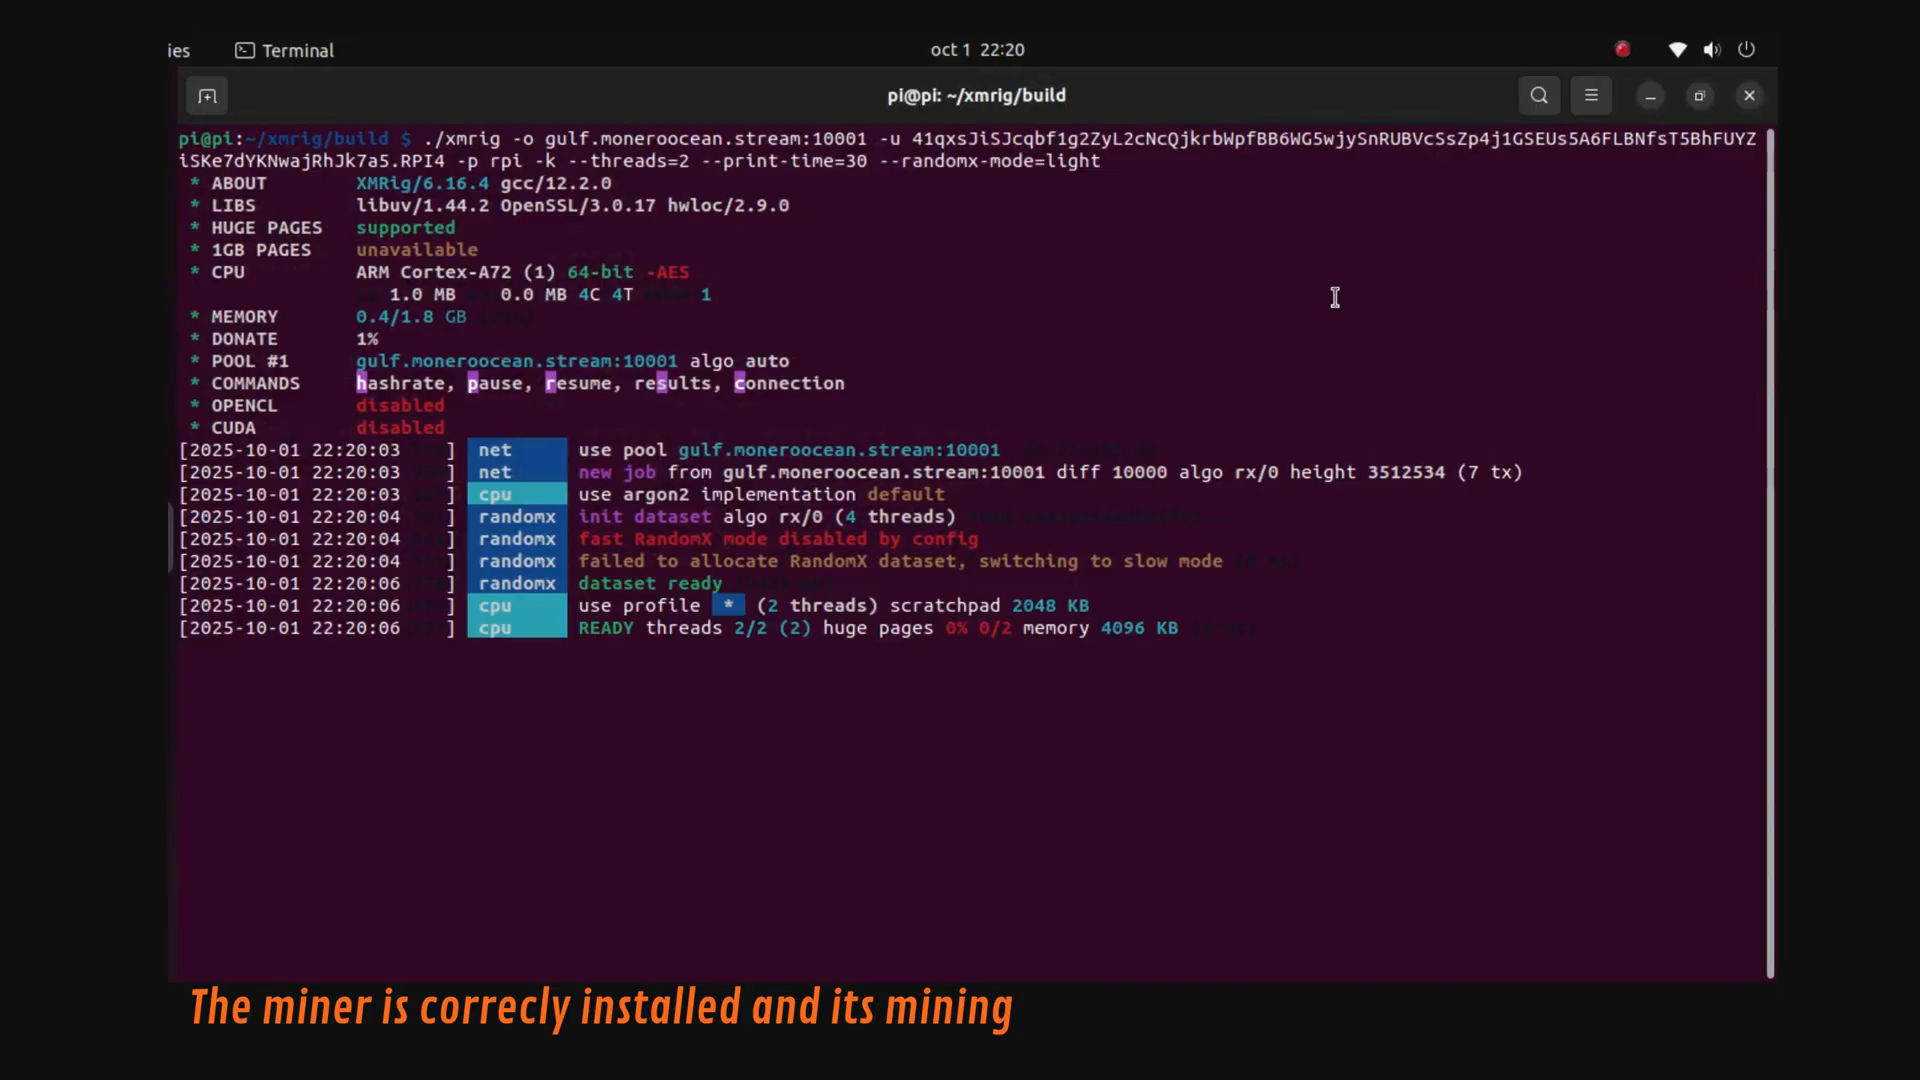 ies Terminal oct 1 22:20
pi@pi: ~/xmrig/build
pi@pi:~/xmrig/build $ ./xmrig -o gulf.moneroocean.stream:10001 -u 41qxsJiSJcqbf1g2ZyL2cNcQjkrbWpfBB6WG5wjySnRUBVcSsZp4j1GSEUs5A6FLBNfsT5BhFUYZ
iSKe7dYKNwajRhJk7a5.RPI4 -p rpi -k --threads=2 --print-time=30 --randomx-mode=light
* ABOUT XMRig/6.16.4 gcc/12.2.0
* LIBS libuv/1.44.2 OpenSSL/3.0.17 hwloc/2.9.0
* HUGE PAGES supported
* 1GB PAGES unavailable
* CPU ARM Cortex-A72 (1) 64-bit -AES
1.0 MB 0.0 MB 4C 4T 1
* MEMORY 0.4/1.8 GB
* DONATE 1%
* POOL #1 gulf.moneroocean.stream:10001 algo auto
* COMMANDS hashrate, pause, resume, results, connection
* OPENCL disabled
* CUDA disabled
[2025-10-01 22:20:03 ] net use pool gulf.moneroocean.stream:10001
[2025-10-01 22:20:03 ] net new job from gulf.moneroocean.stream:10001 diff 10000 algo rx/0 height 3512534 (7 tx)
[2025-10-01 22:20:03 ] cpu use argon2 implementation default
[2025-10-01 22:20:04 ] randomx init dataset algo rx/0 (4 threads)
[2025-10-01 22:20:04 ] randomx fast RandomX mode disabled by config
[2025-10-01 22:20:04 ] randomx failed to allocate RandomX dataset, switching to slow mode
[2025-10-01 22:20:06 ] randomx dataset ready
[2025-10-01 22:20:06 ] cpu use profile * (2 threads) scratchpad 2048 KB
[2025-10-01 22:20:06 ] cpu READY threads 2/2 (2) huge pages 0% 0/2 memory 4096 KB
The miner is correcly installed and its mining